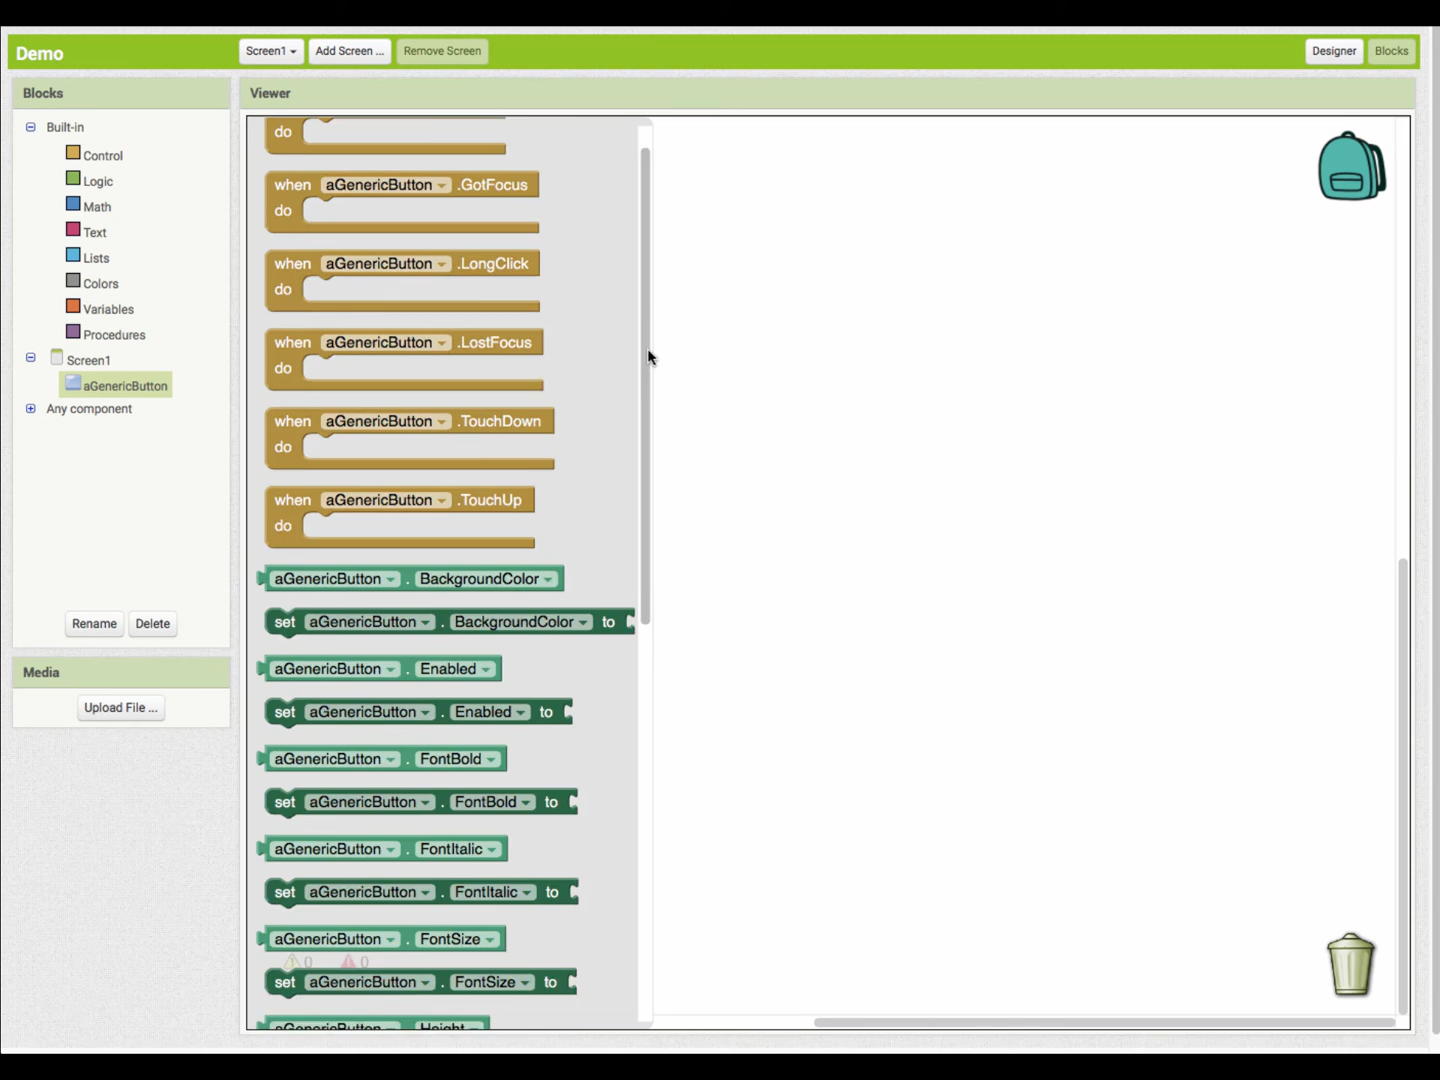 Demo
Screen1
Add Screen ...
Remove Screen
Designer
Blocks
Blocks
Viewer
Built-in
Control
Logic
Math
Text
Lists
Colors
Variables
Procedures
Screen1
aGenericButton
Any component
Rename
Delete
Media
Upload File ...
do
when aGenericButton .GotFocus
do
when aGenericButton .LongClick
do
when aGenericButton .LostFocus
do
when aGenericButton .TouchDown
do
when aGenericButton .TouchUp
do
aGenericButton . BackgroundColor
set aGenericButton . BackgroundColor to
aGenericButton . Enabled
set aGenericButton . Enabled to
aGenericButton . FontBold
set aGenericButton . FontBold to
aGenericButton . FontItalic
set aGenericButton . FontItalic to
aGenericButton . FontSize
0 0
set aGenericButton . FontSize to
aGenericButton . Height